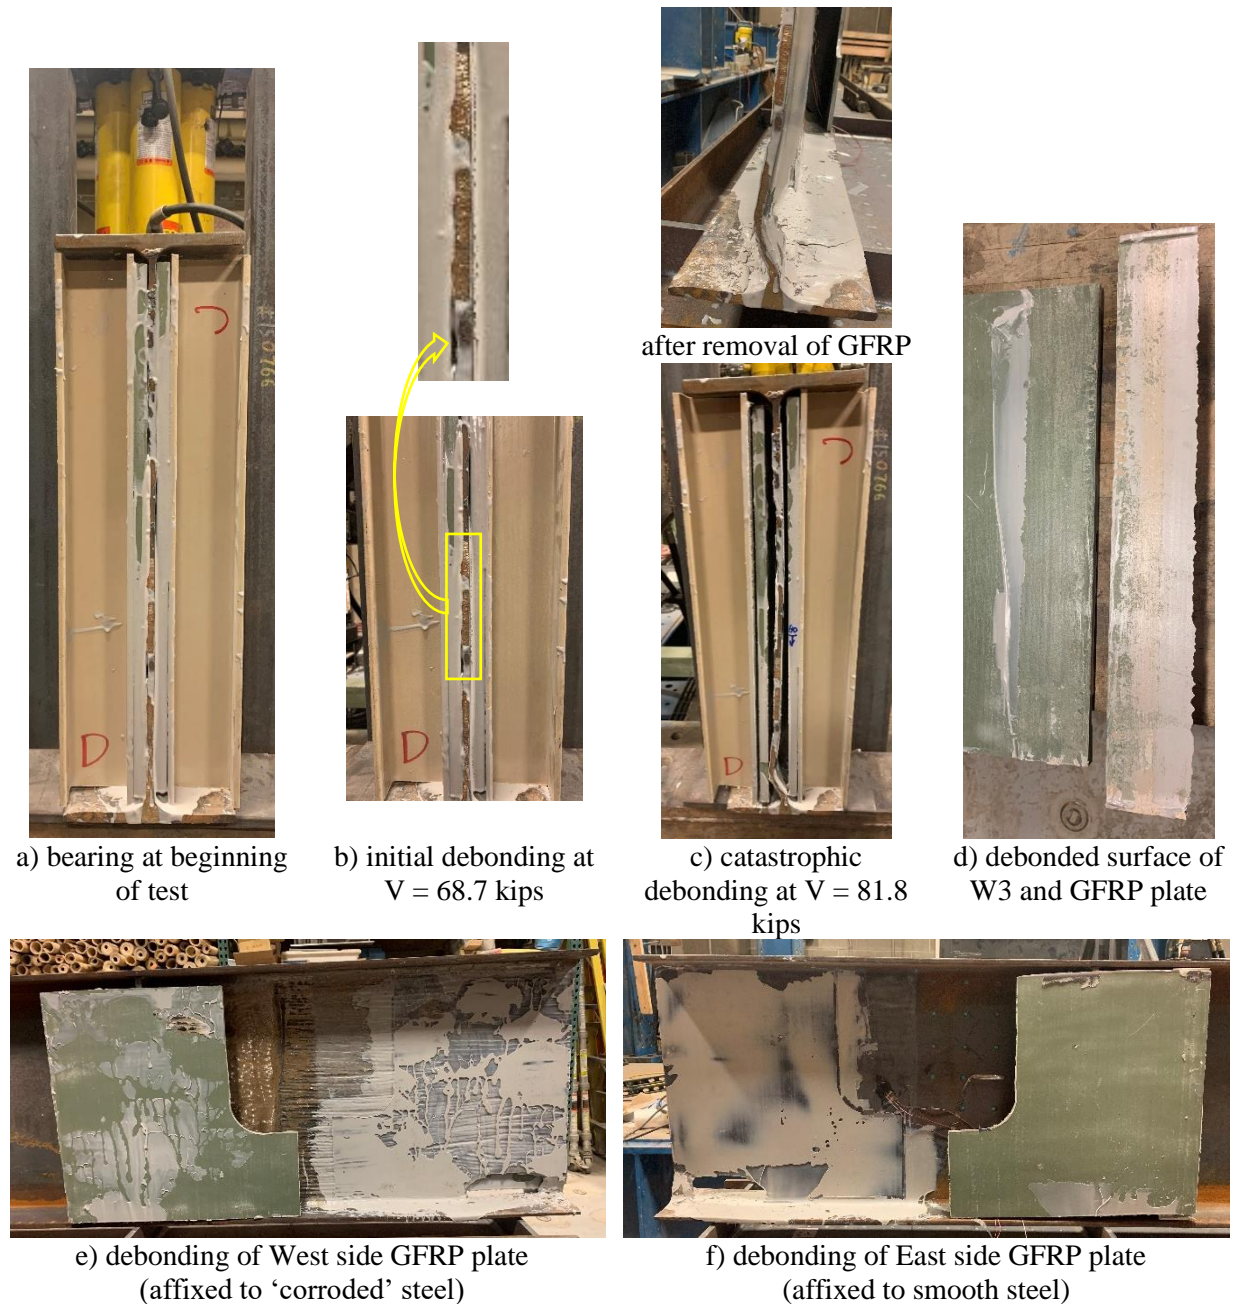 D
#150766
after removal of GFRP
#150766
D
D
a) bearing at beginning
of test
b) initial debonding at
V = 68.7 kips
c) catastrophic
debonding at V = 81.8
kips
d) debonded surface of
W3 and GFRP plate
e) debonding of West side GFRP plate
(affixed to ‘corroded’ steel)
f) debonding of East side GFRP plate
(affixed to smooth steel)